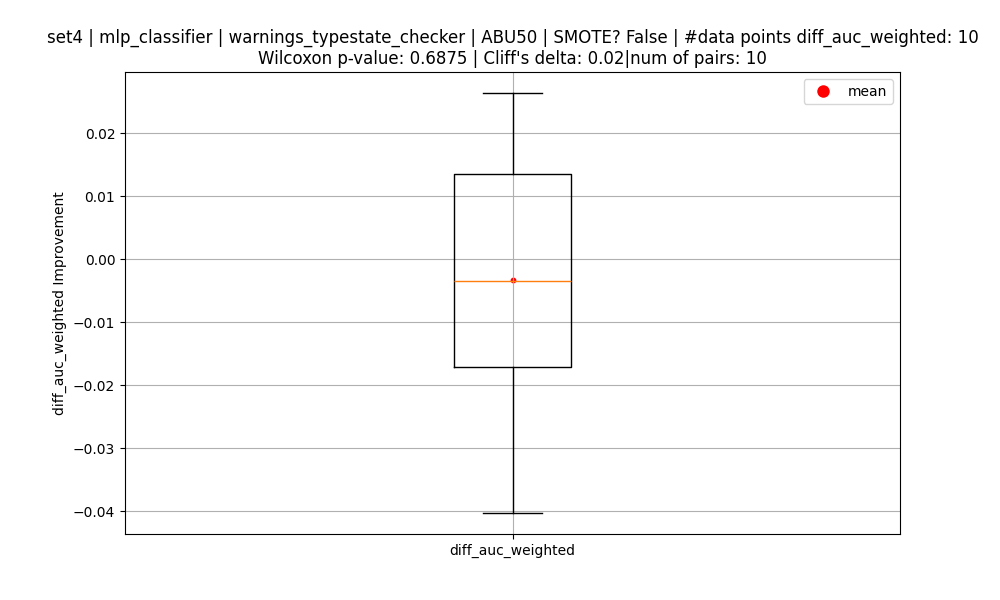 set4 | mlp_classifier | warnings_typestate_checker | ABU50 | SMOTE? False | #data points diff_auc_weighted: 10
Wilcoxon p-value: 0.6875 | Cliff's delta: 0.02|num of pairs: 10
mean
0.02
0.01
0.00
−0.01
−0.02
−0.03
−0.04
diff_auc_weighted Improvement
diff_auc_weighted